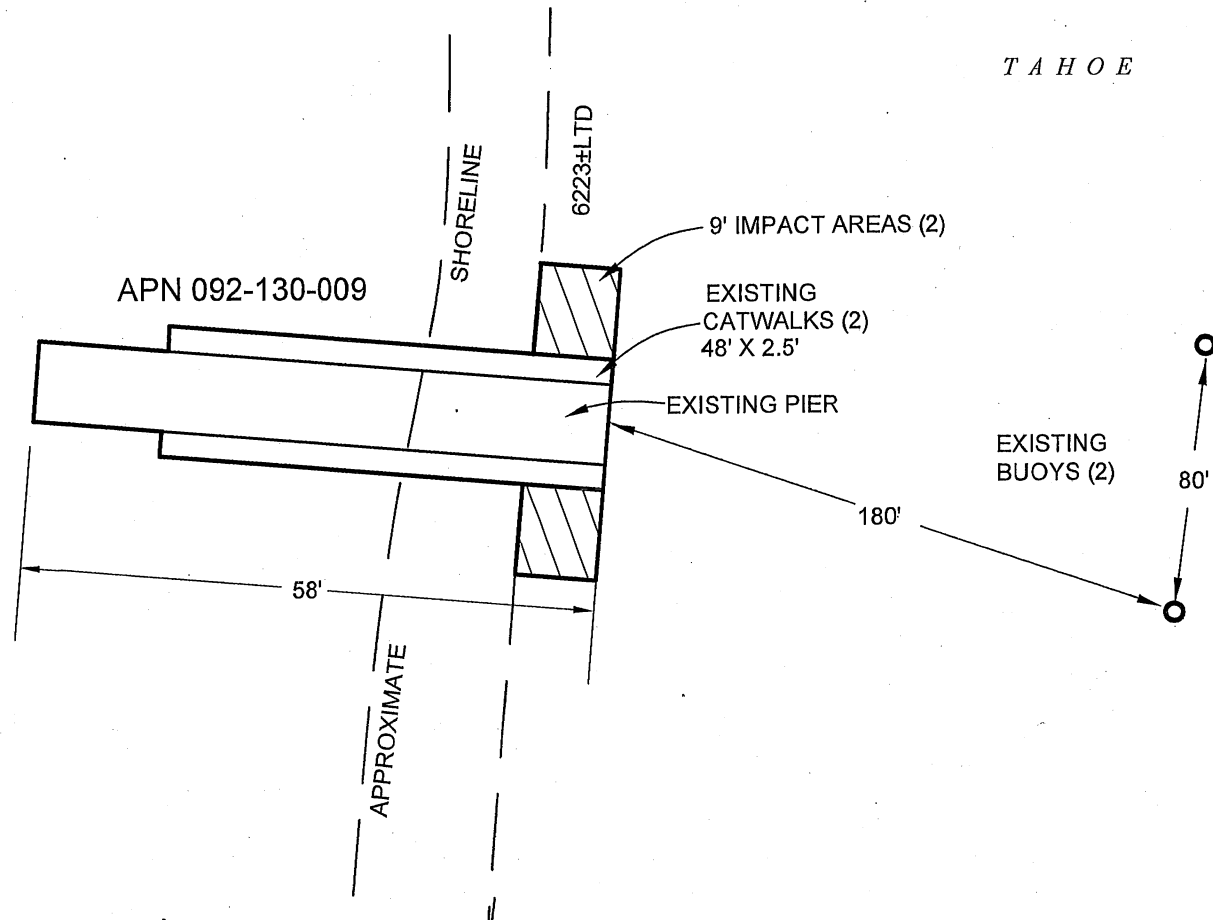 T A H O E
6223±LTD
SHORELINE
9' IMPACT AREAS (2)
APN 092-130-009
EXISTING
CATWALKS (2)
48' X 2.5'
EXISTING PIER
EXISTING
BUOYS (2)
80'
180'
58'
APPROXIMATE